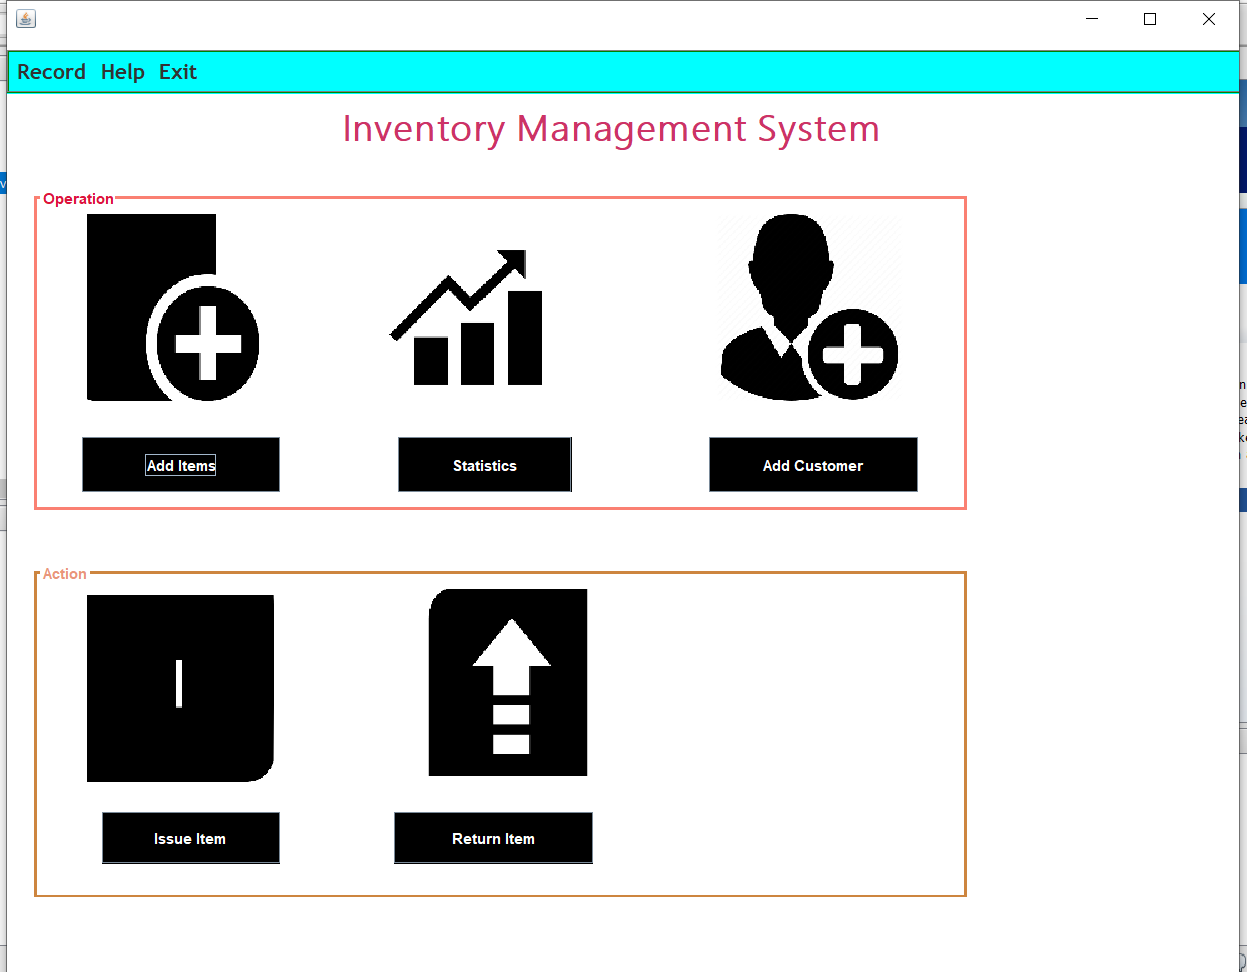 Record Help Exit
Inventory Management System
Operation
Add Items
Statistics
Add Customer
Action
Issue Item
Return Item